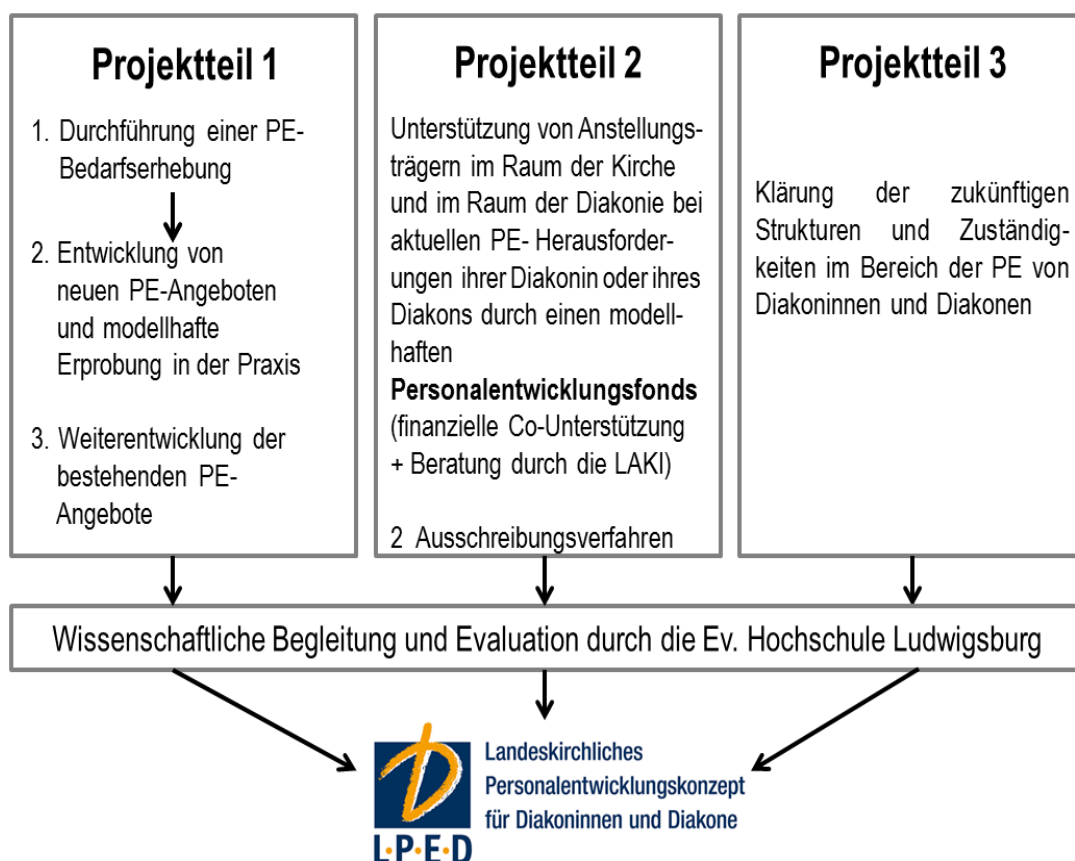 Projektteil 1
1. Durchführung einer PE-
Bedarfserhebung
2. Entwicklung von
neuen PE-Angeboten
und modellhafte
Erprobung in der Praxis
3. Weiterentwicklung der
bestehenden PE-
Angebote
Projektteil 2
Unterstützung von Anstellungs-
trägern im Raum der Kirche
und im Raum der Diakonie bei
aktuellen PE- Herausforder-
ungen ihrer Diakonin oder ihres
Diakons durch einen modell-
haften
Personalentwicklungsfonds
(finanzielle Co-Unterstützung
+ Beratung durch die LAKI)
2 Ausschreibungsverfahren
Projektteil 3
Klärung der zukünftigen
Strukturen und Zuständig-
keiten im Bereich der PE von
Diakoninnen und Diakonen
Wissenschaftliche Begleitung und Evaluation durch die Ev. Hochschule Ludwigsburg
D
L·P·E·D
Landeskirchliches
Personalentwicklungskonzept
für Diakoninnen und Diakone